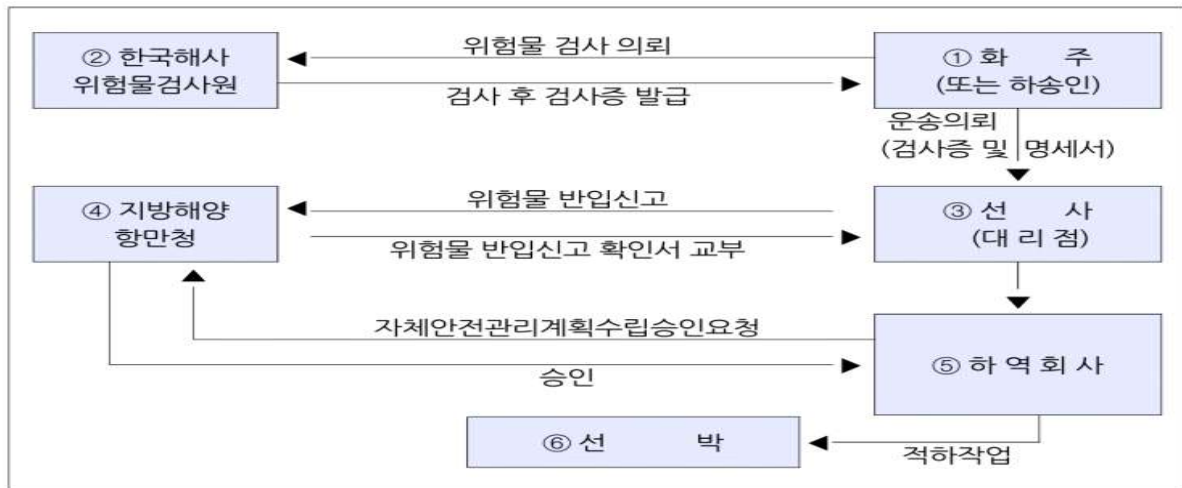 ② 한국해사
위험물검사원
위험물 검사 의뢰
검사 후 검사증 발급
① 화 주
(또는 하송인)
운송의뢰
(검사증 및 명세서)
④ 지방해양
항만청
위험물 반입신고
위험물 반입신고 확인서 교부
③ 선 사
(대 리 점)
자체안전관리계획수립승인요청
승인
⑤ 하 역 회 사
⑥ 선 박
적하작업